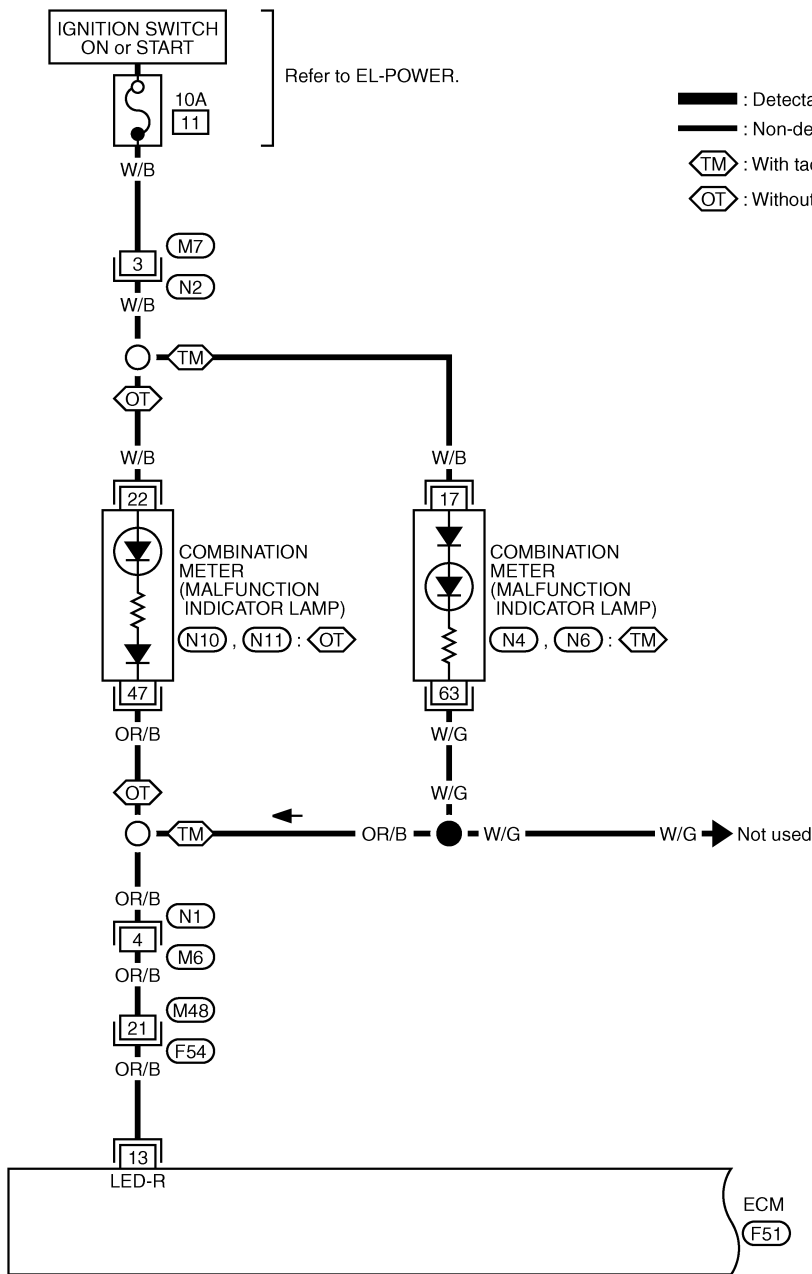 IGNITION SWITCH
ON or START
Refer to EL-POWER.
10A
11
W/B
: Detecta
: Non-de
TM : With tac
OT : Without
3
M7
N2
W/B
TM
OT
W/B
W/B
22
17
COMBINATION
METER
(MALFUNCTION
INDICATOR LAMP)
N10 , N11 : OT
COMBINATION
METER
(MALFUNCTION
INDICATOR LAMP)
N4 , N6 : TM
47
63
OR/B
W/G
OT
W/G
TM
OR/B
W/G
W/G
Not used
OR/B
N1
4
M6
OR/B
M48
21
F54
OR/B
13
LED-R
ECM
F51